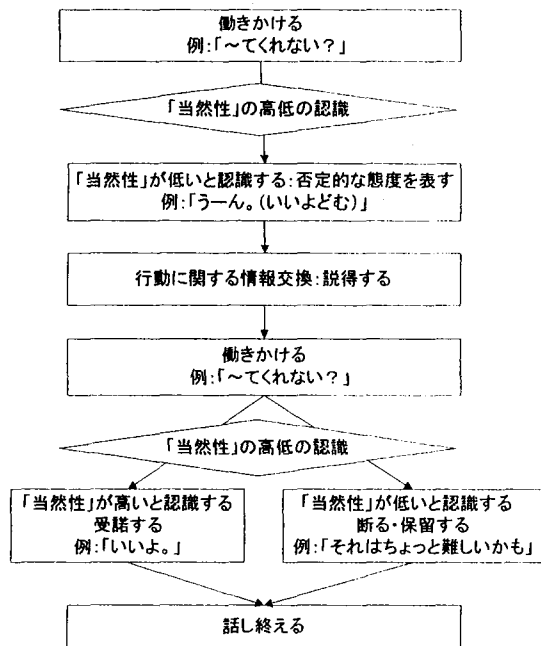 働きかける
例:「~てくれない?」
「当然性」の高低の認識
「当然性」が低いと認識する:否定的な態度を表す
例:「うーん。(いいよどむ)」
行動に関する情報交換:説得する
働きかける
例:「~てくれない?」
「当然性」の高低の認識
「当然性」が高いと認識する
受諾する
例:「いいよ。」
「当然性」が低いと認識する
断る・保留する
例:「それはちょっと難しいかも」
話し終える